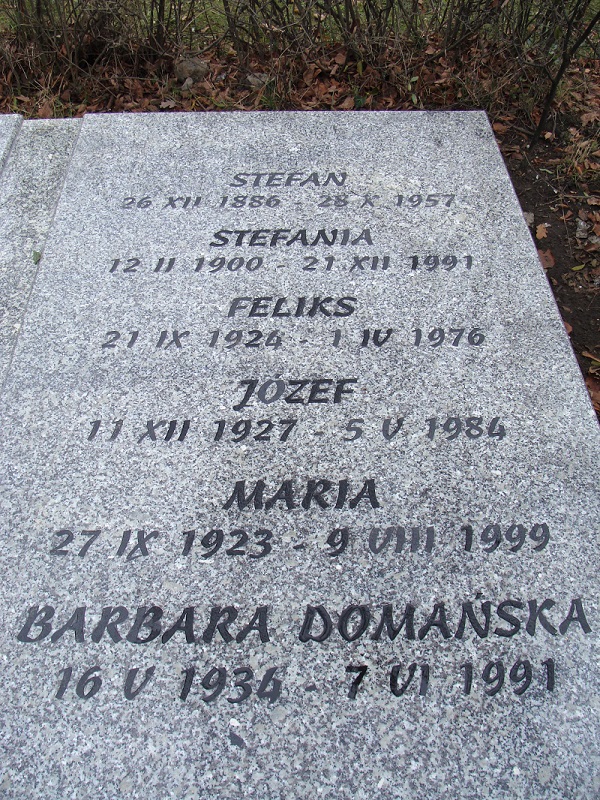 STEFAN
26 XII 1886 - 28 X 1957
STEFANIA
12 II 1900 - 21 XII 1991
FELIKS
21 IX 1924 - 1 IV 1976
JÓZEF
11 XII 1927 - 5 V 1984
MARIA
27 IX 1923 - 9 VIII 1999
BARBARA DOMAŃSKA
16 V 1934 - 7 VI 1991